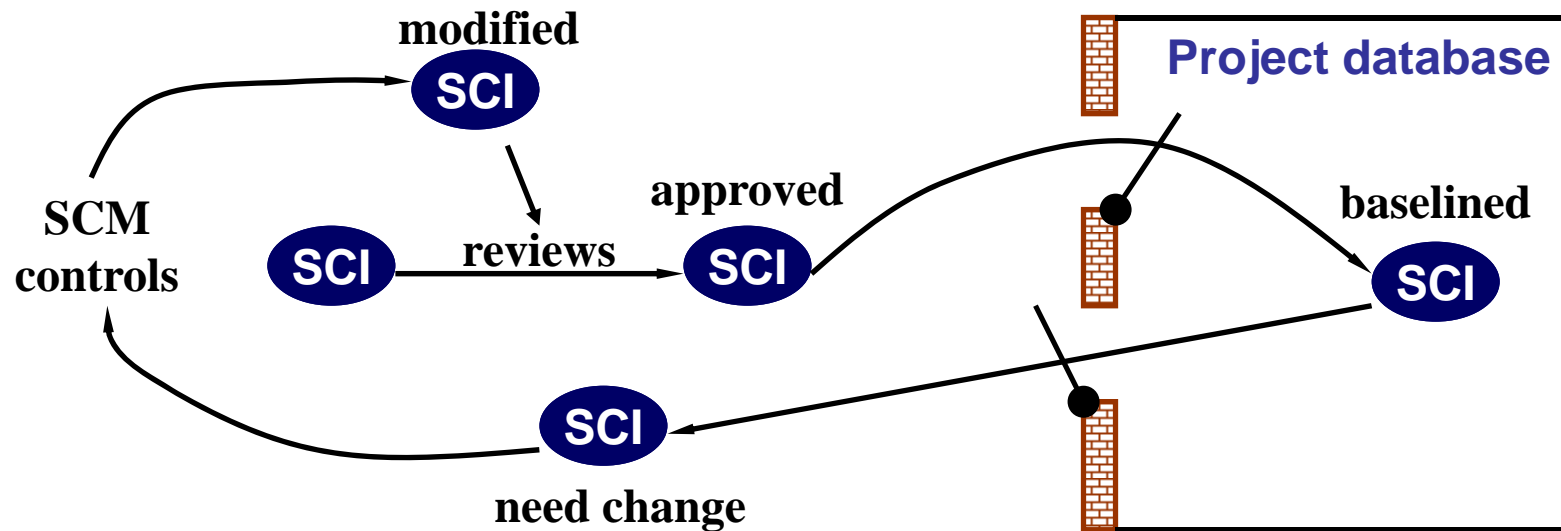 modified
SCI
Project database
SCM
controls
SCI
reviews
approved
SCI
baselined
SCI
SCI
need change